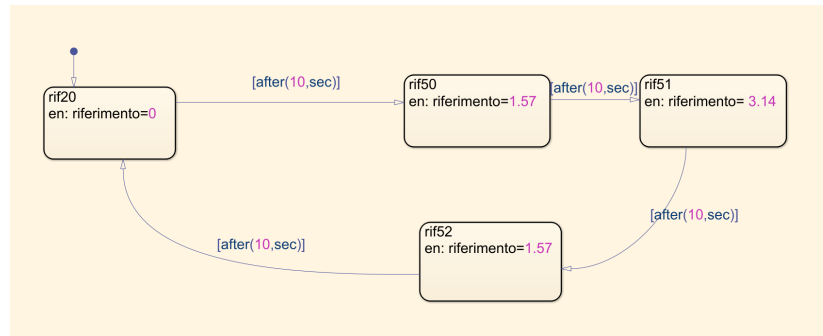 [after(10,sec)]
rif50
en: riferimento=1.57
[after(10,sec)]
rif51
en: riferimento= 3.14
rif20
en: riferimento=0
[after(10,sec)]
rif52
en: riferimento=1.57
[after(10,sec)]